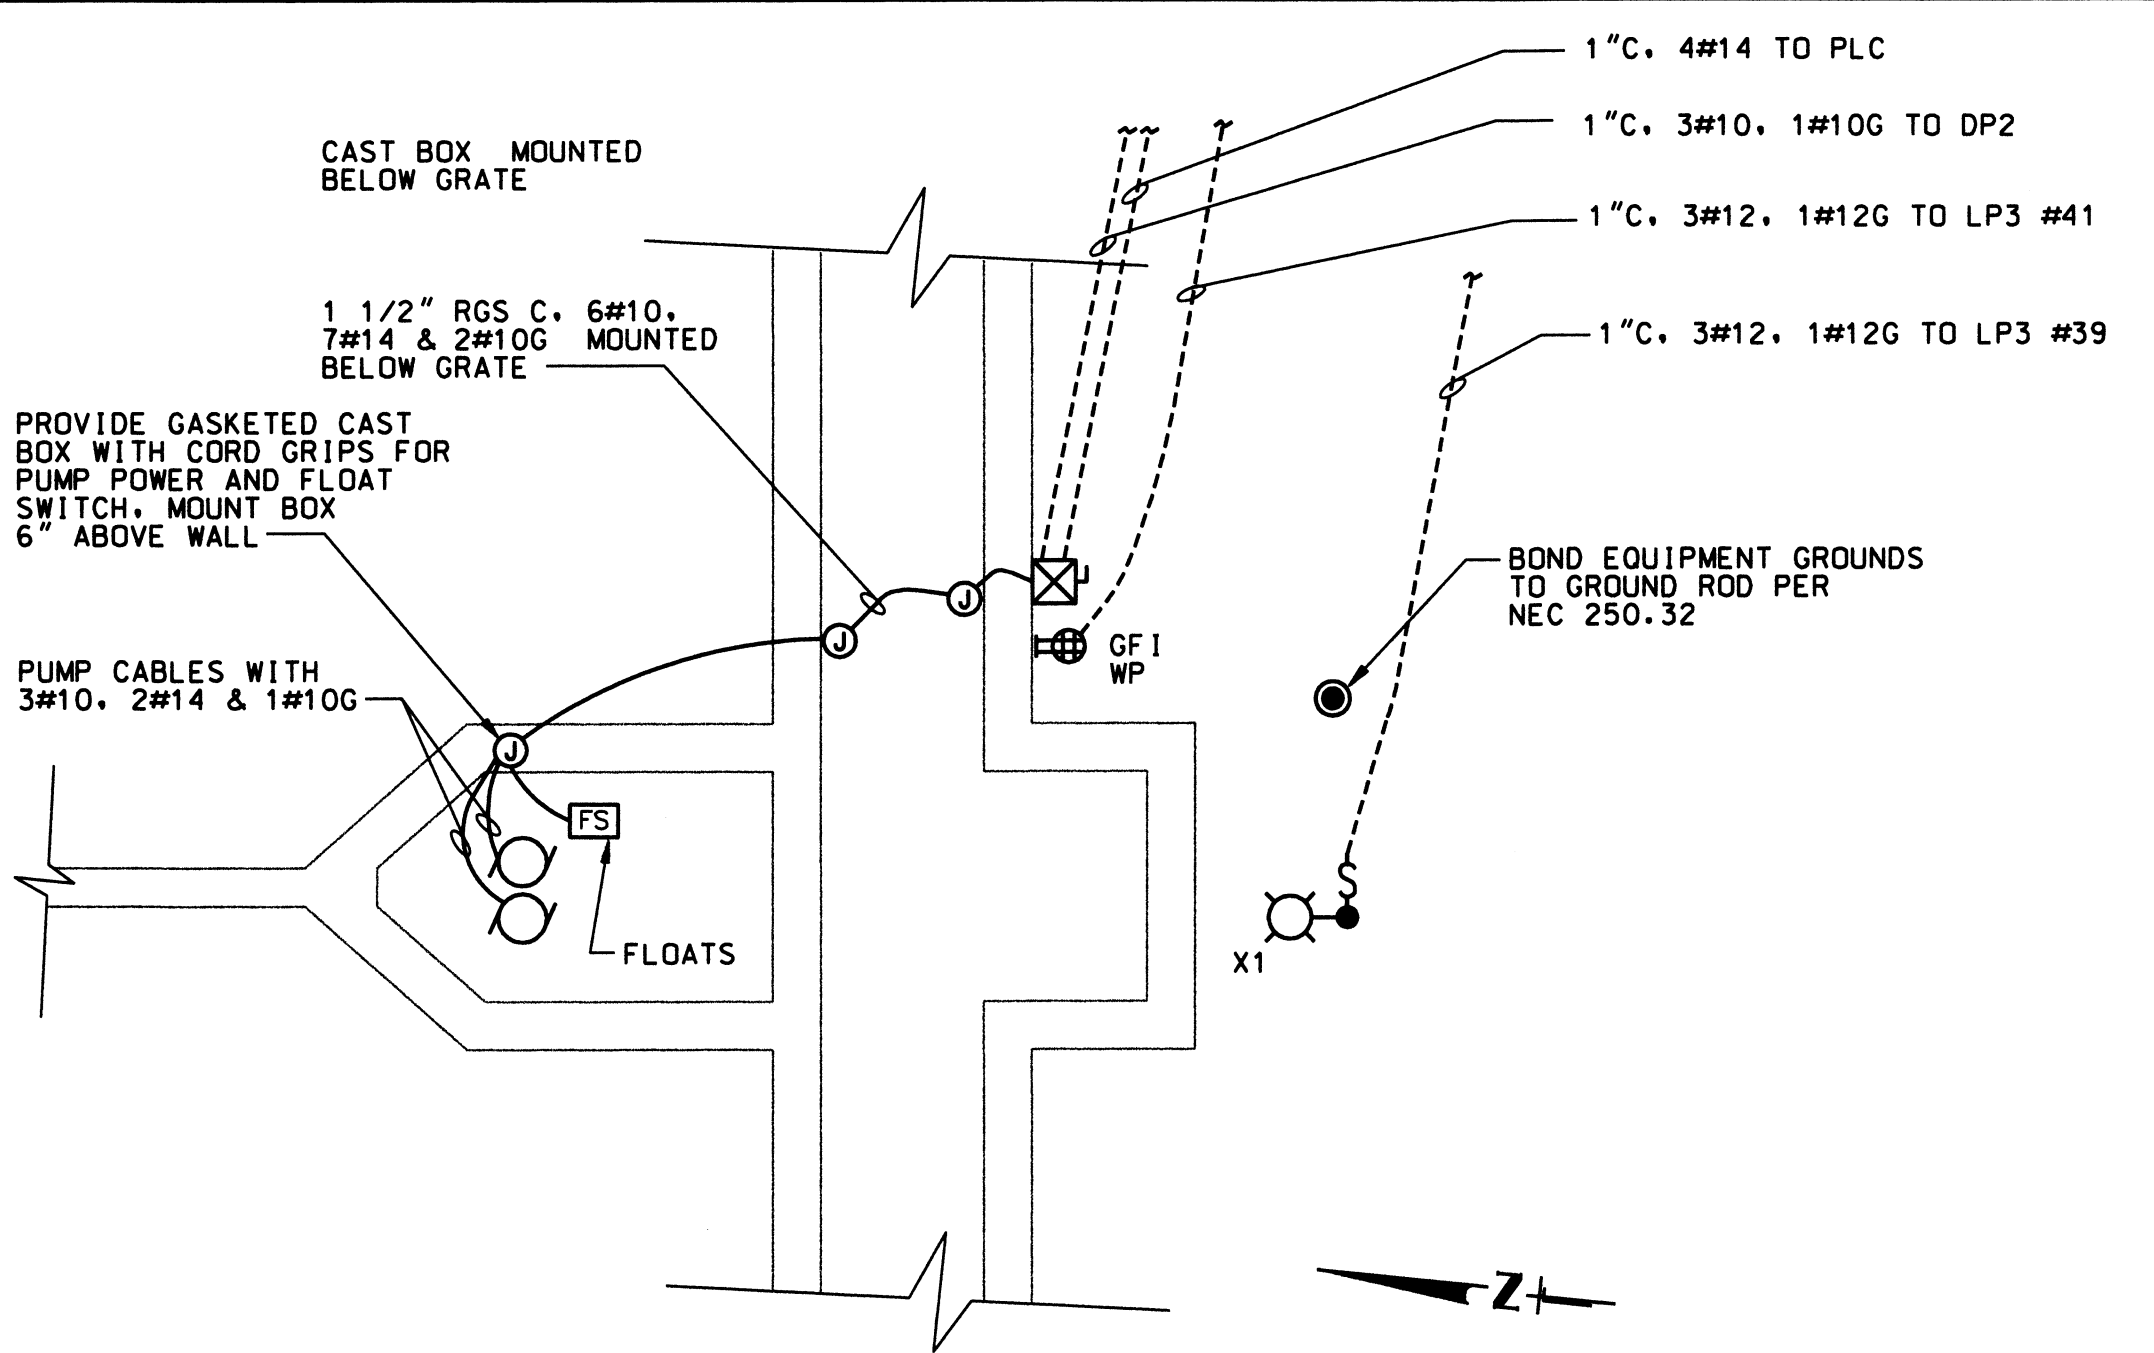 1"C, 4#14 TO PLC
1"C, 3#10, 1#10G TO DP2
CAST BOX MOUNTED
BELOW GRATE
1"C, 3#12, 1#12G TO LP3 #41
1 1/2" RGS C, 6#10,
7#14 & 2#10G MOUNTED
BELOW GRATE
1"C, 3#12, 1#12G TO LP3 #39
PROVIDE GASKETED CAST
BOX WITH CORD GRIPS FOR
PUMP POWER AND FLOAT
SWITCH, MOUNT BOX
6" ABOVE WALL
BOND EQUIPMENT GROUNDS
TO GROUND ROD PER
NEC 250.32
J
J
GFI
WP
PUMP CABLES WITH
3#10, 2#14 & 1#10G
J
FS
S
FLOATS
X1
N